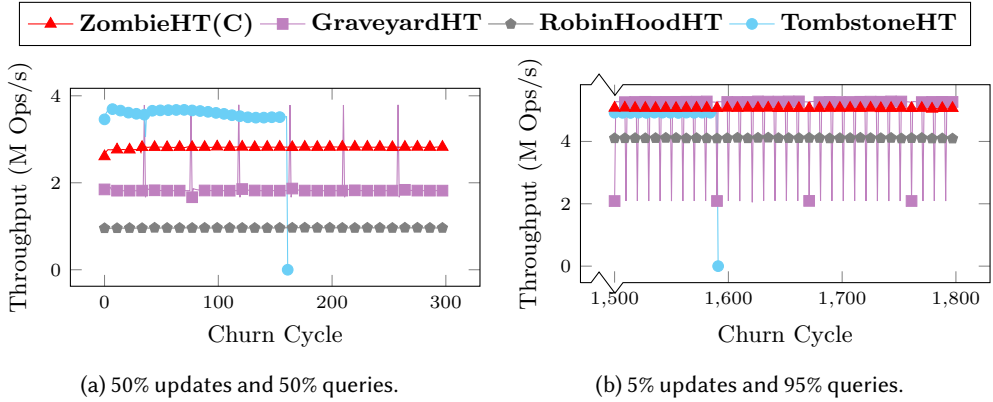 ZombieHT(C) GraveyardHT RobinHoodHT TombstoneHT
Throughput (M Ops/s)
4
2
0
0 100 200 300
Churn Cycle
(a) 50% updates and 50% queries.
Throughput (M Ops/s)
4
2
0
1,500 1,600 1,700 1,800
Churn Cycle
(b) 5% updates and 95% queries.